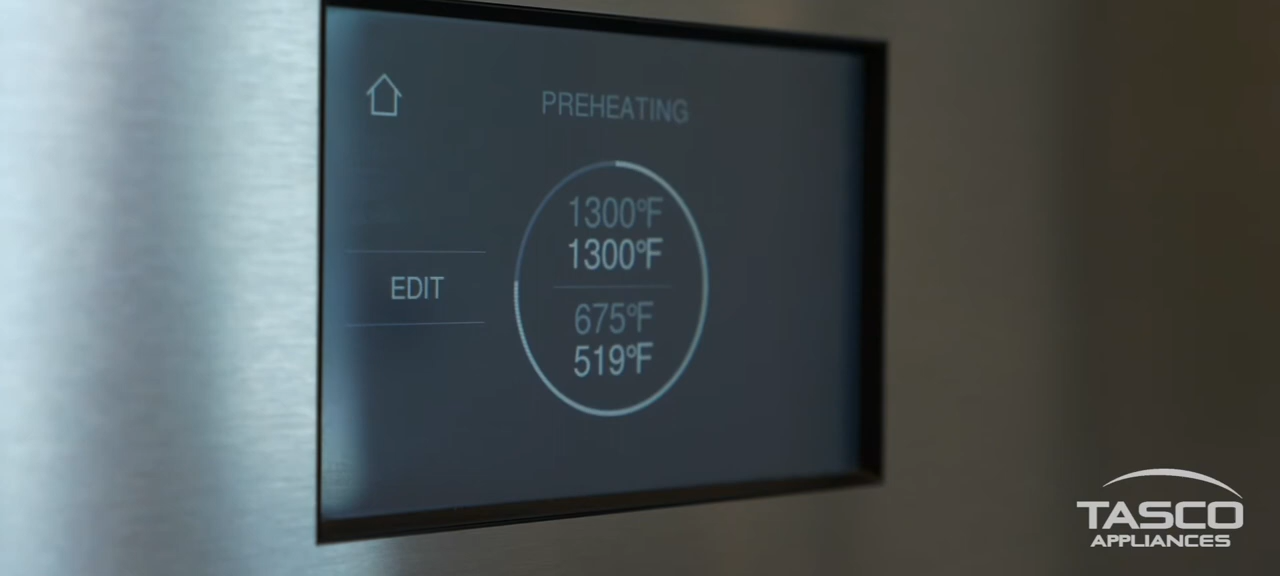 PREHEATING
1300°F
1300°F
EDIT
675°F
519°F
TASCO
APPLIANCES